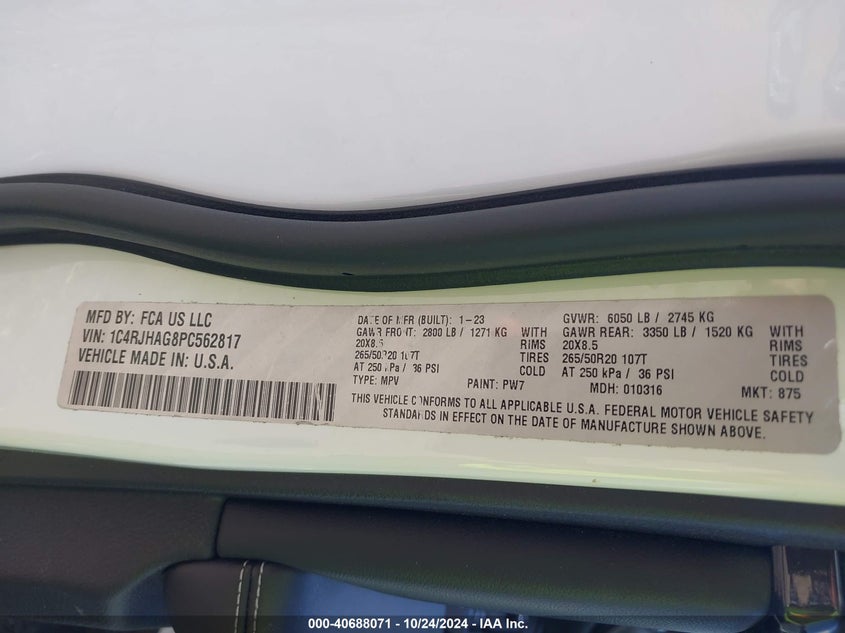 MFD BY: FCA US LLC
VIN: 1C4RJHAG8PC562817
VEHICLE MADE IN: U.S.A.
DATE OF MFR (BUILT): 1-23 GVWR: 6050 LB / 2745 KG
GAWR FRONT: 2800 LB / 1271 KG WITH GAWR REAR: 3350 LB / 1520 KG WITH
20X8.5 RIMS 20X8.5 RIMS
265/50R20 107T TIRES 265/50R20 107T TIRES
AT 250 kPa / 36 PSI COLD AT 250 kPa / 36 PSI COLD
TYPE: MPV PAINT: PW7 MDH: 010316 MKT: 875
THIS VEHICLE CONFORMS TO ALL APPLICABLE U.S.A. FEDERAL MOTOR VEHICLE SAFETY
STANDARDS IN EFFECT ON THE DATE OF MANUFACTURE SHOWN ABOVE.
000-40688071 - 10/24/2024 - IAA Inc.